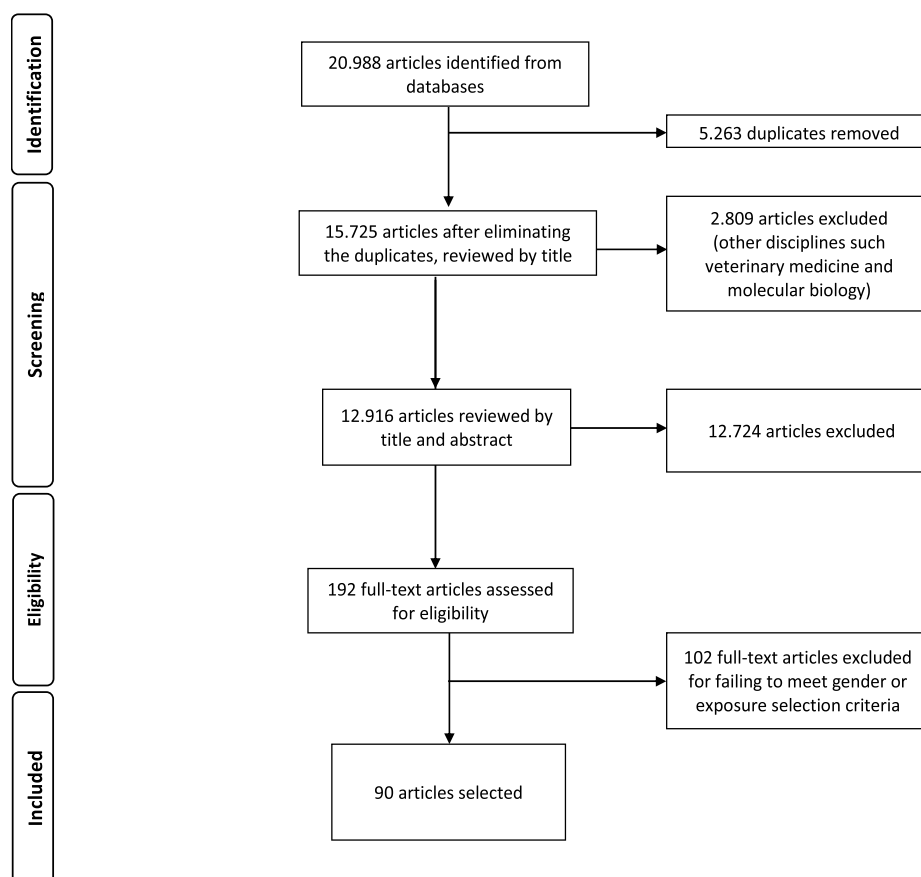 Identification
20.988 articles identified from
databases
5.263 duplicates removed
Screening
15.725 articles after eliminating
the duplicates, reviewed by title
2.809 articles excluded
(other disciplines such
veterinary medicine and
molecular biology)
12.916 articles reviewed by
title and abstract
12.724 articles excluded
Eligibility
192 full-text articles assessed
for eligibility
102 full-text articles excluded
for failing to meet gender or
exposure selection criteria
Included
90 articles selected